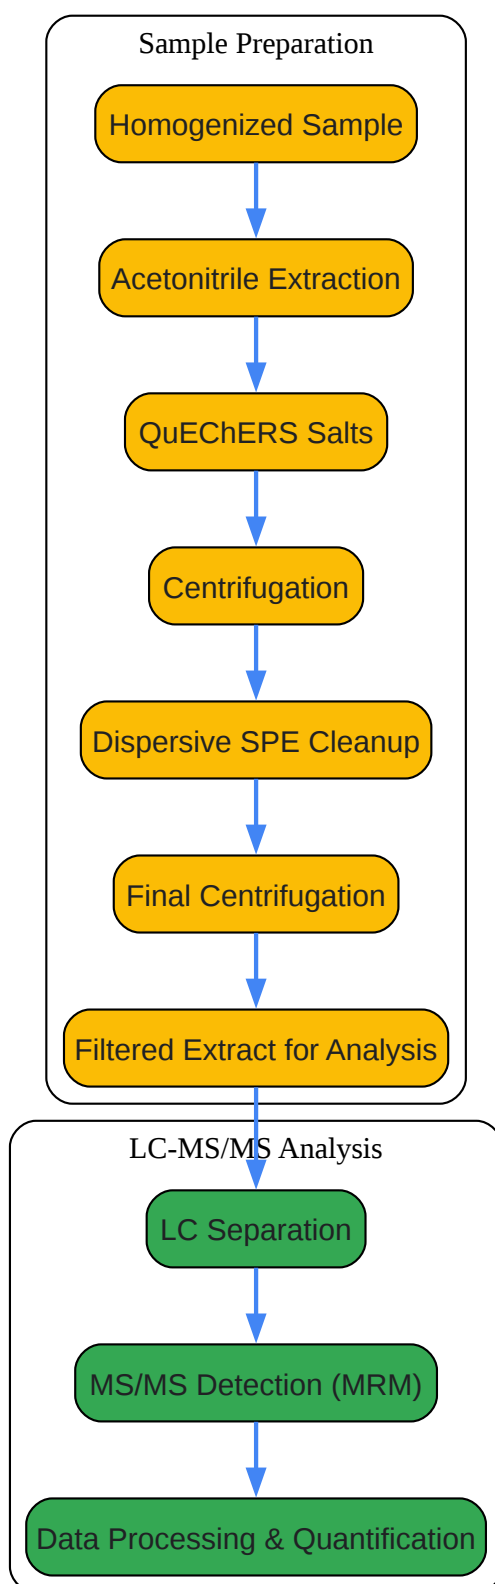 Sample Preparation
Homogenized Sample
Acetonitrile Extraction
QuEChERS Salts
Centrifugation
Dispersive SPE Cleanup
Final Centrifugation
Filtered Extract for Analysis
LC-MS/MS Analysis
LC Separation
MS/MS Detection (MRM)
Data Processing & Quantification